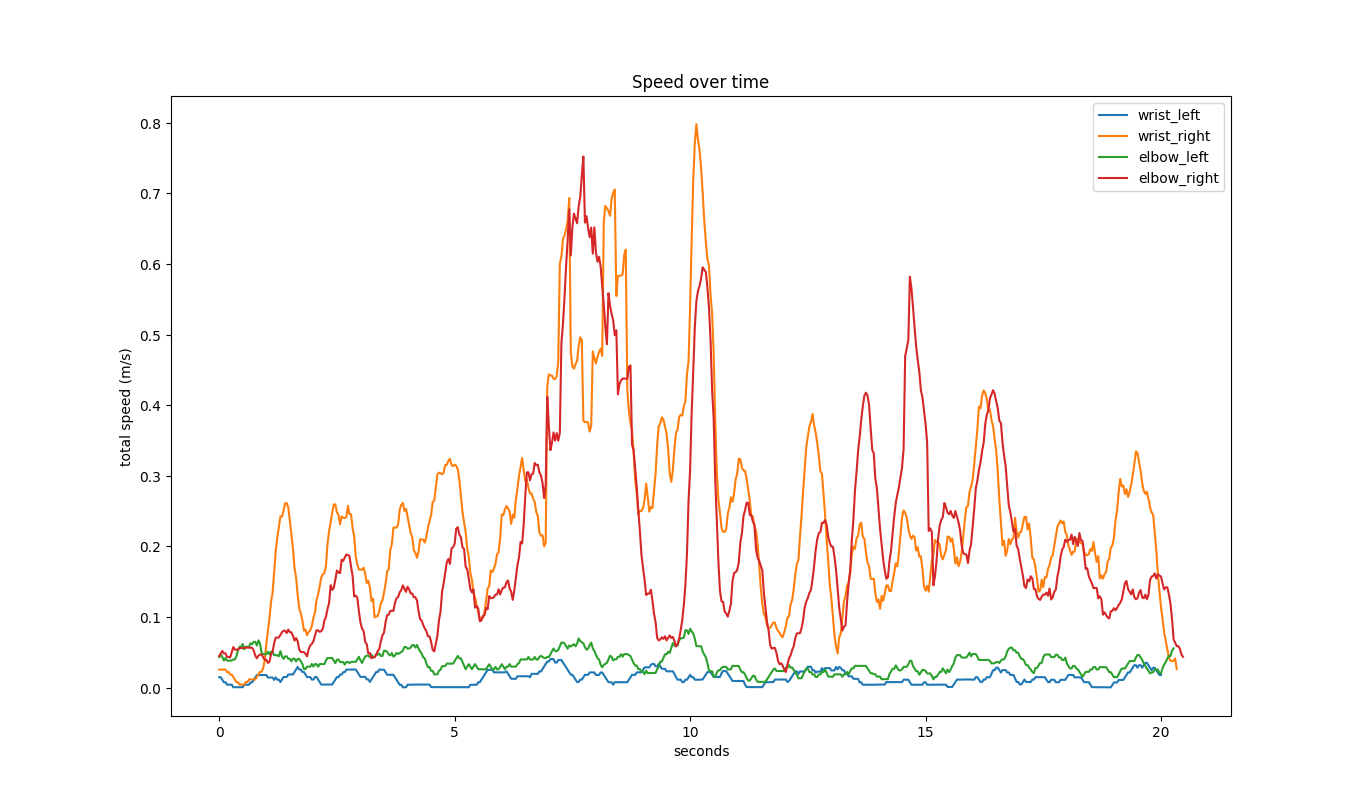 Speed over time
wrist_left
wrist_right
elbow_left
elbow_right
total speed (m/s)
0.8
0.7
0.6
0.5
0.4
0.3
0.2
0.1
0.0
0 5 10 15 20
seconds